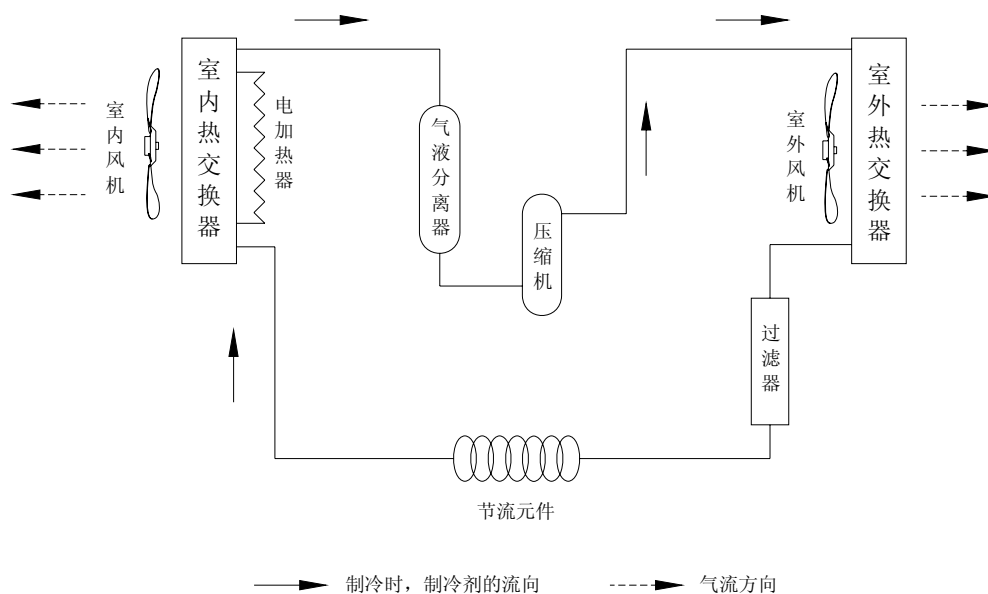 室内风机
室内热交换器
电加热器
气液分离器
压缩机
室外风机
室外热交换器
过滤器
节流元件
制冷时，制冷剂的流向
气流方向